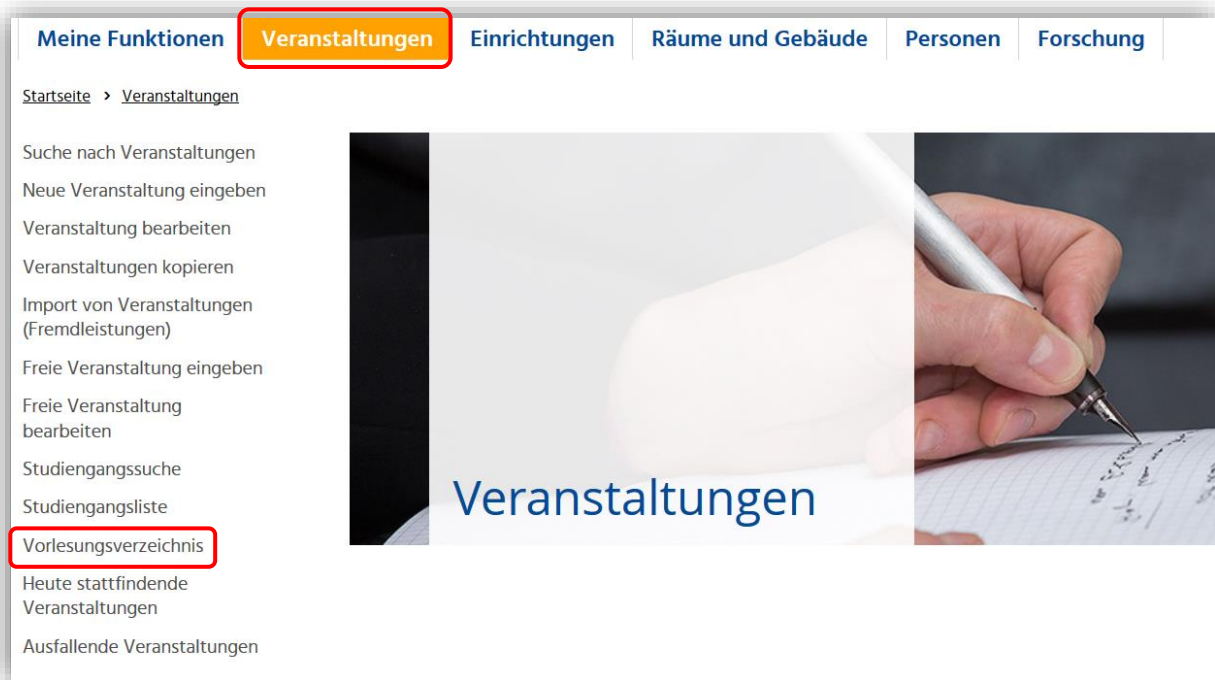 Meine Funktionen Veranstaltungen Einrichtungen Räume und Gebäude Personen Forschung
Startseite > Veranstaltungen
Suche nach Veranstaltungen
Neue Veranstaltung eingeben
Veranstaltung bearbeiten
Veranstaltungen kopieren
Import von Veranstaltungen
(Fremdleistungen)
Freie Veranstaltung eingeben
Freie Veranstaltung
bearbeiten
Studiengangssuche
Studiengangsliste
Vorlesungsverzeichnis
Heute stattfindende
Veranstaltungen
Ausfallende Veranstaltungen
Veranstaltungen